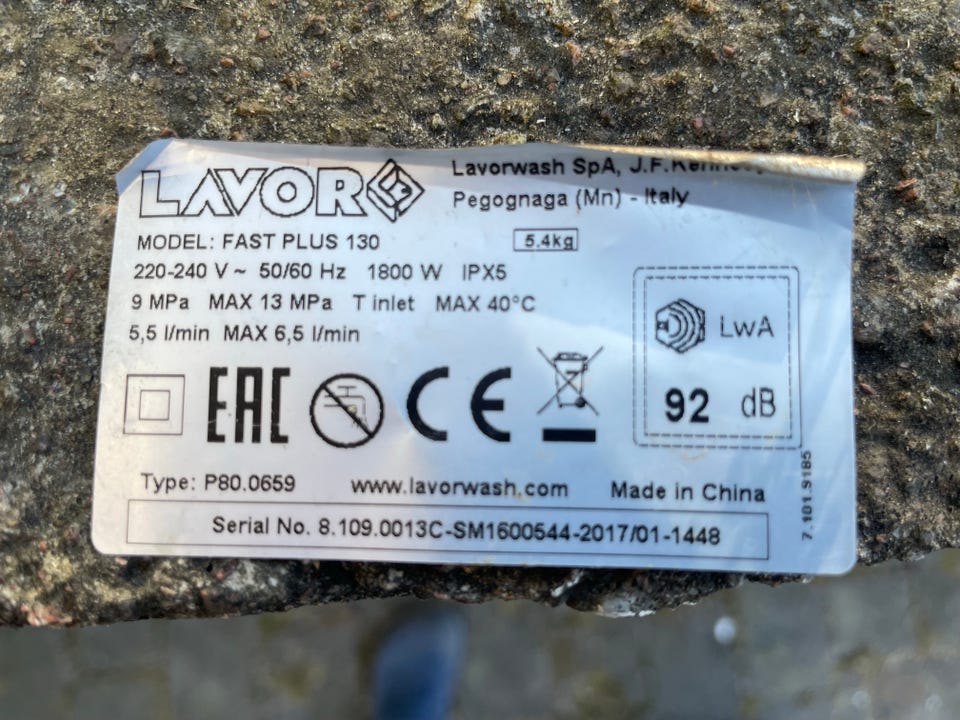 LAVOR
Lavorwash SpA, J.F.Kennedy
Pegognaga (Mn) - Italy
MODEL: FAST PLUS 130
5.4kg
220-240 V ~ 50/60 Hz 1800 W IPX5
9 MPa MAX 13 MPa T inlet MAX 40°C
5,5 l/min MAX 6,5 l/min
LwA
92 dB
EAC
CE
Type: P80.0659 www.lavorwash.com Made in China
Serial No. 8.109.0013C-SM1600544-2017/01-1448
7.101.9185